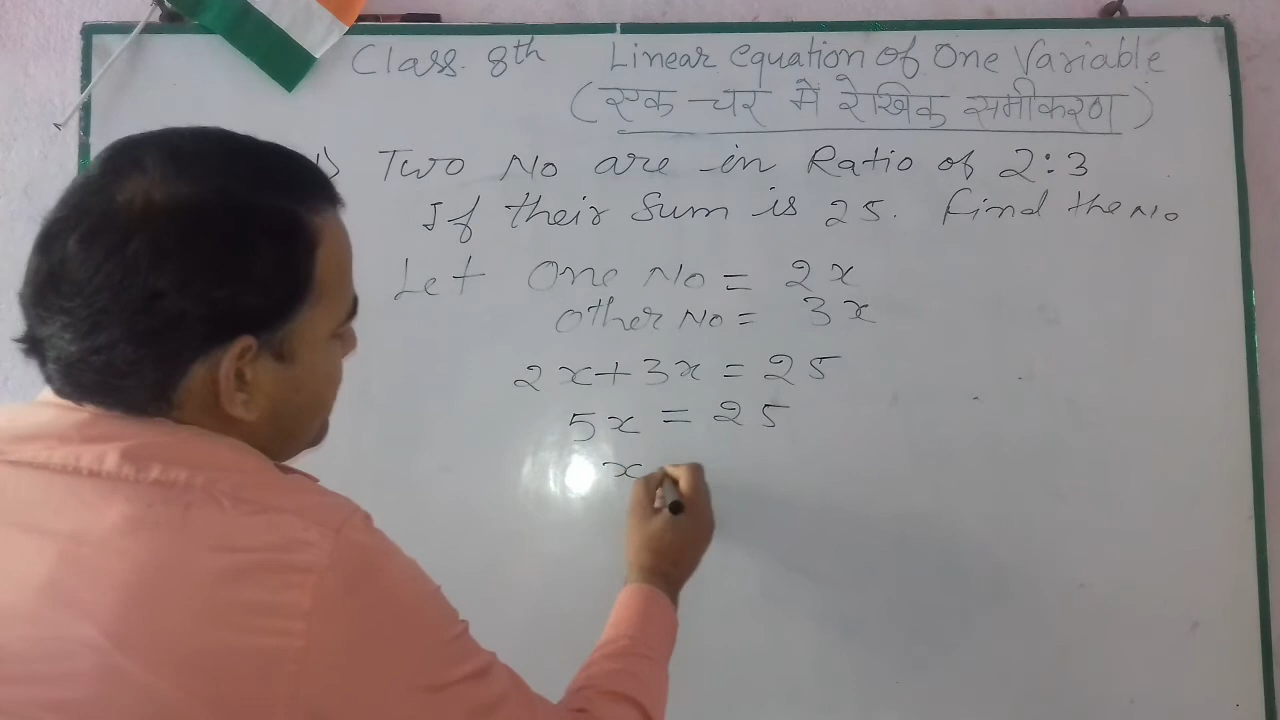 Class. 8th Linear equation of One Variable
(एक चर में रेखिक समीकरण)
1) Two No are in Ratio of 2:3
If their Sum is 25. Find the No
Let One No = 2x
Other No = 3x
2x+3x = 25
5x = 25
x